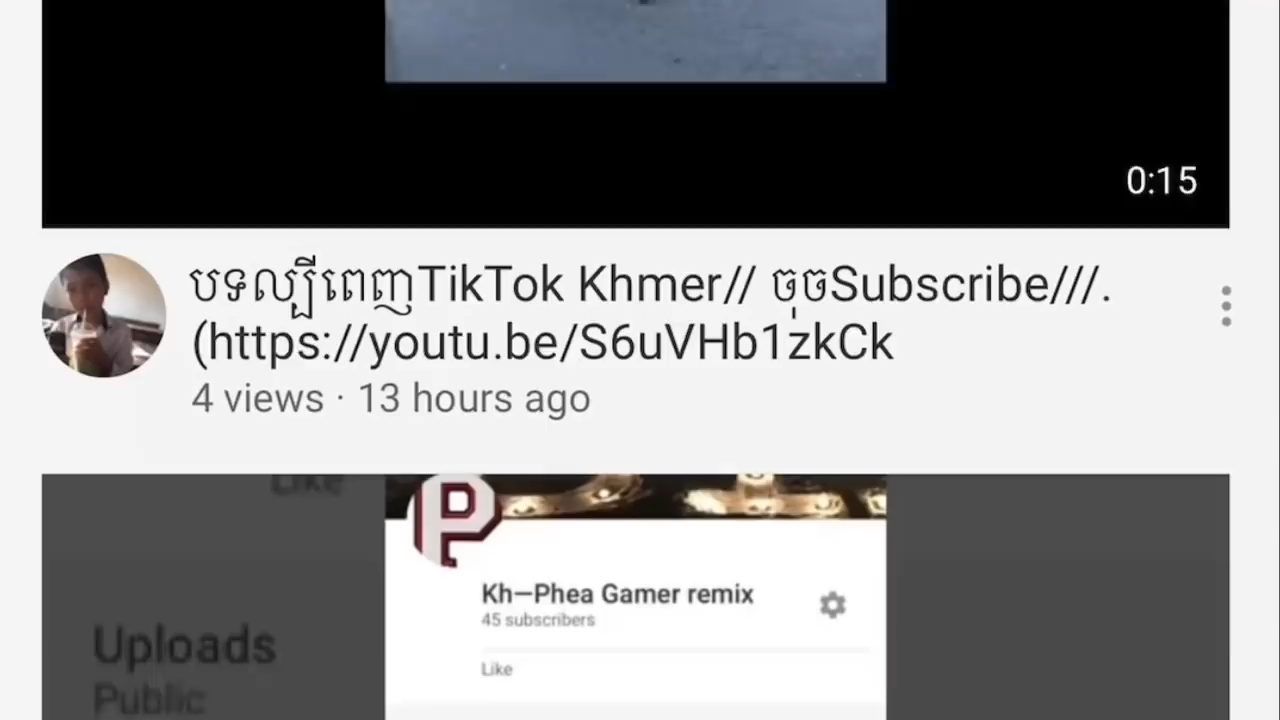 0:15
បទល្បីពេញTikTok Khmer// ចុចSubscribe///.
(https://youtu.be/S6uVHb1zkCk
4 views · 13 hours ago
Like
P
Kh—Phea Gamer remix
45 subscribers
Like
Uploads
Public